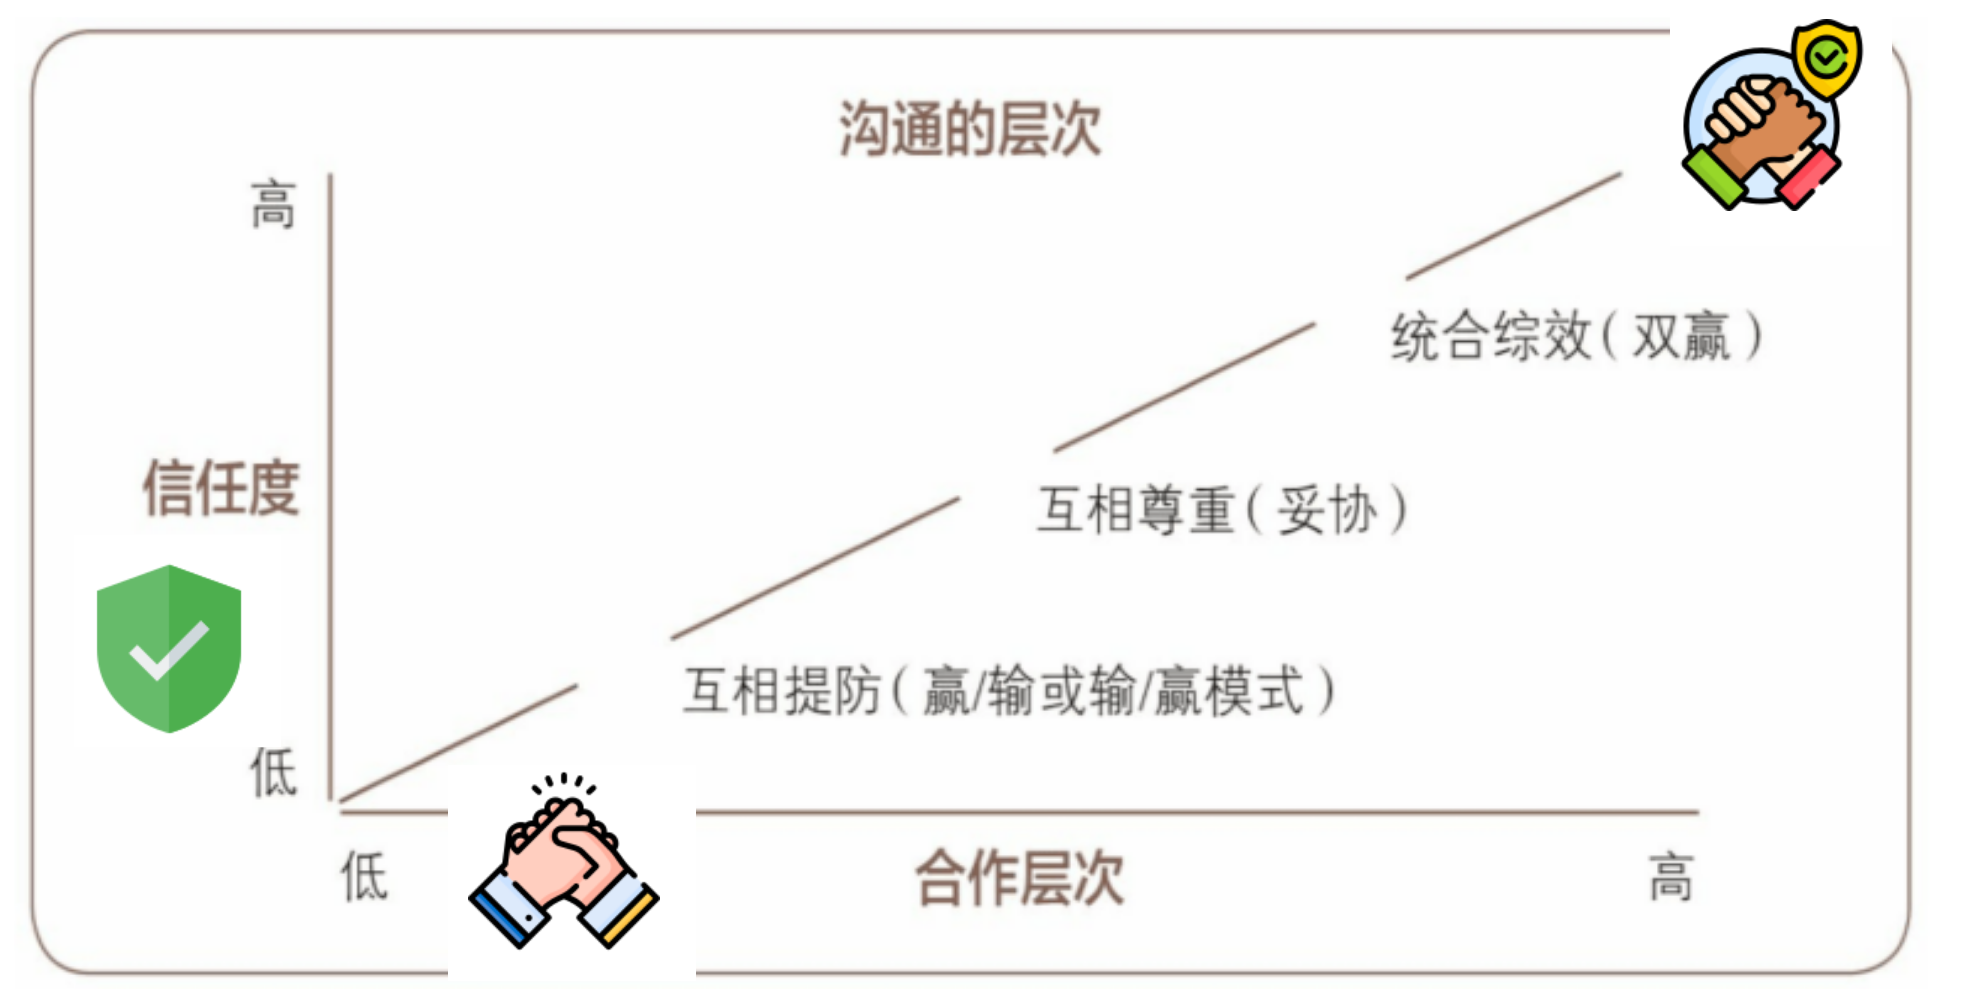 沟通的层次
高
统合综效(双赢)
信任度
互相尊重(妥协)
互相提防(赢/输或输/赢模式)
低
低
合作层次
高